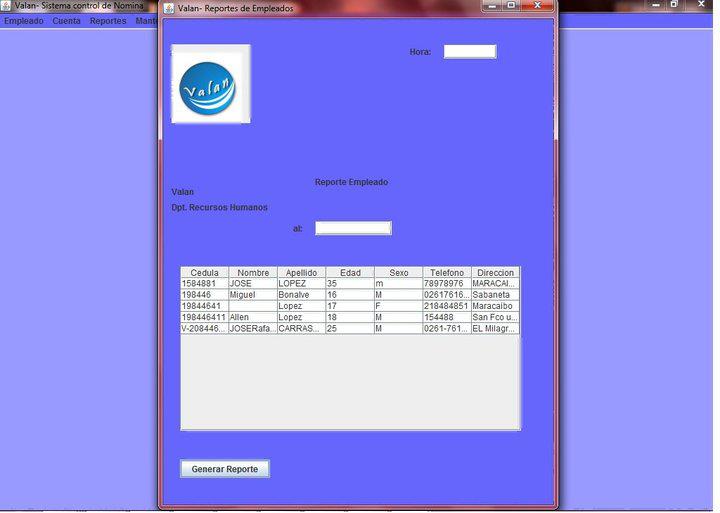 Valan- Sistema control de Nomina
Empleado Cuenta Reportes Mant
Valan- Reportes de Empleados
Hora:
Valan
Reporte Empleado
Valan
Dpt. Recursos Humanos
al:
Cedula Nombre Apellido Edad Sexo Telefono Direccion
1584881 JOSE LOPEZ 35 m 78978976 MARACAI...
198446 Miguel Bonalve 16 M 02617616... Sabaneta
19844641 Lopez 17 F 218484851 Maracaibo
198446411 Allen Lopez 18 M 154488 San Fco u...
V-208446... JOSERafa... CARRAS... 25 M 0261-761... EL Milagr...
Generar Reporte